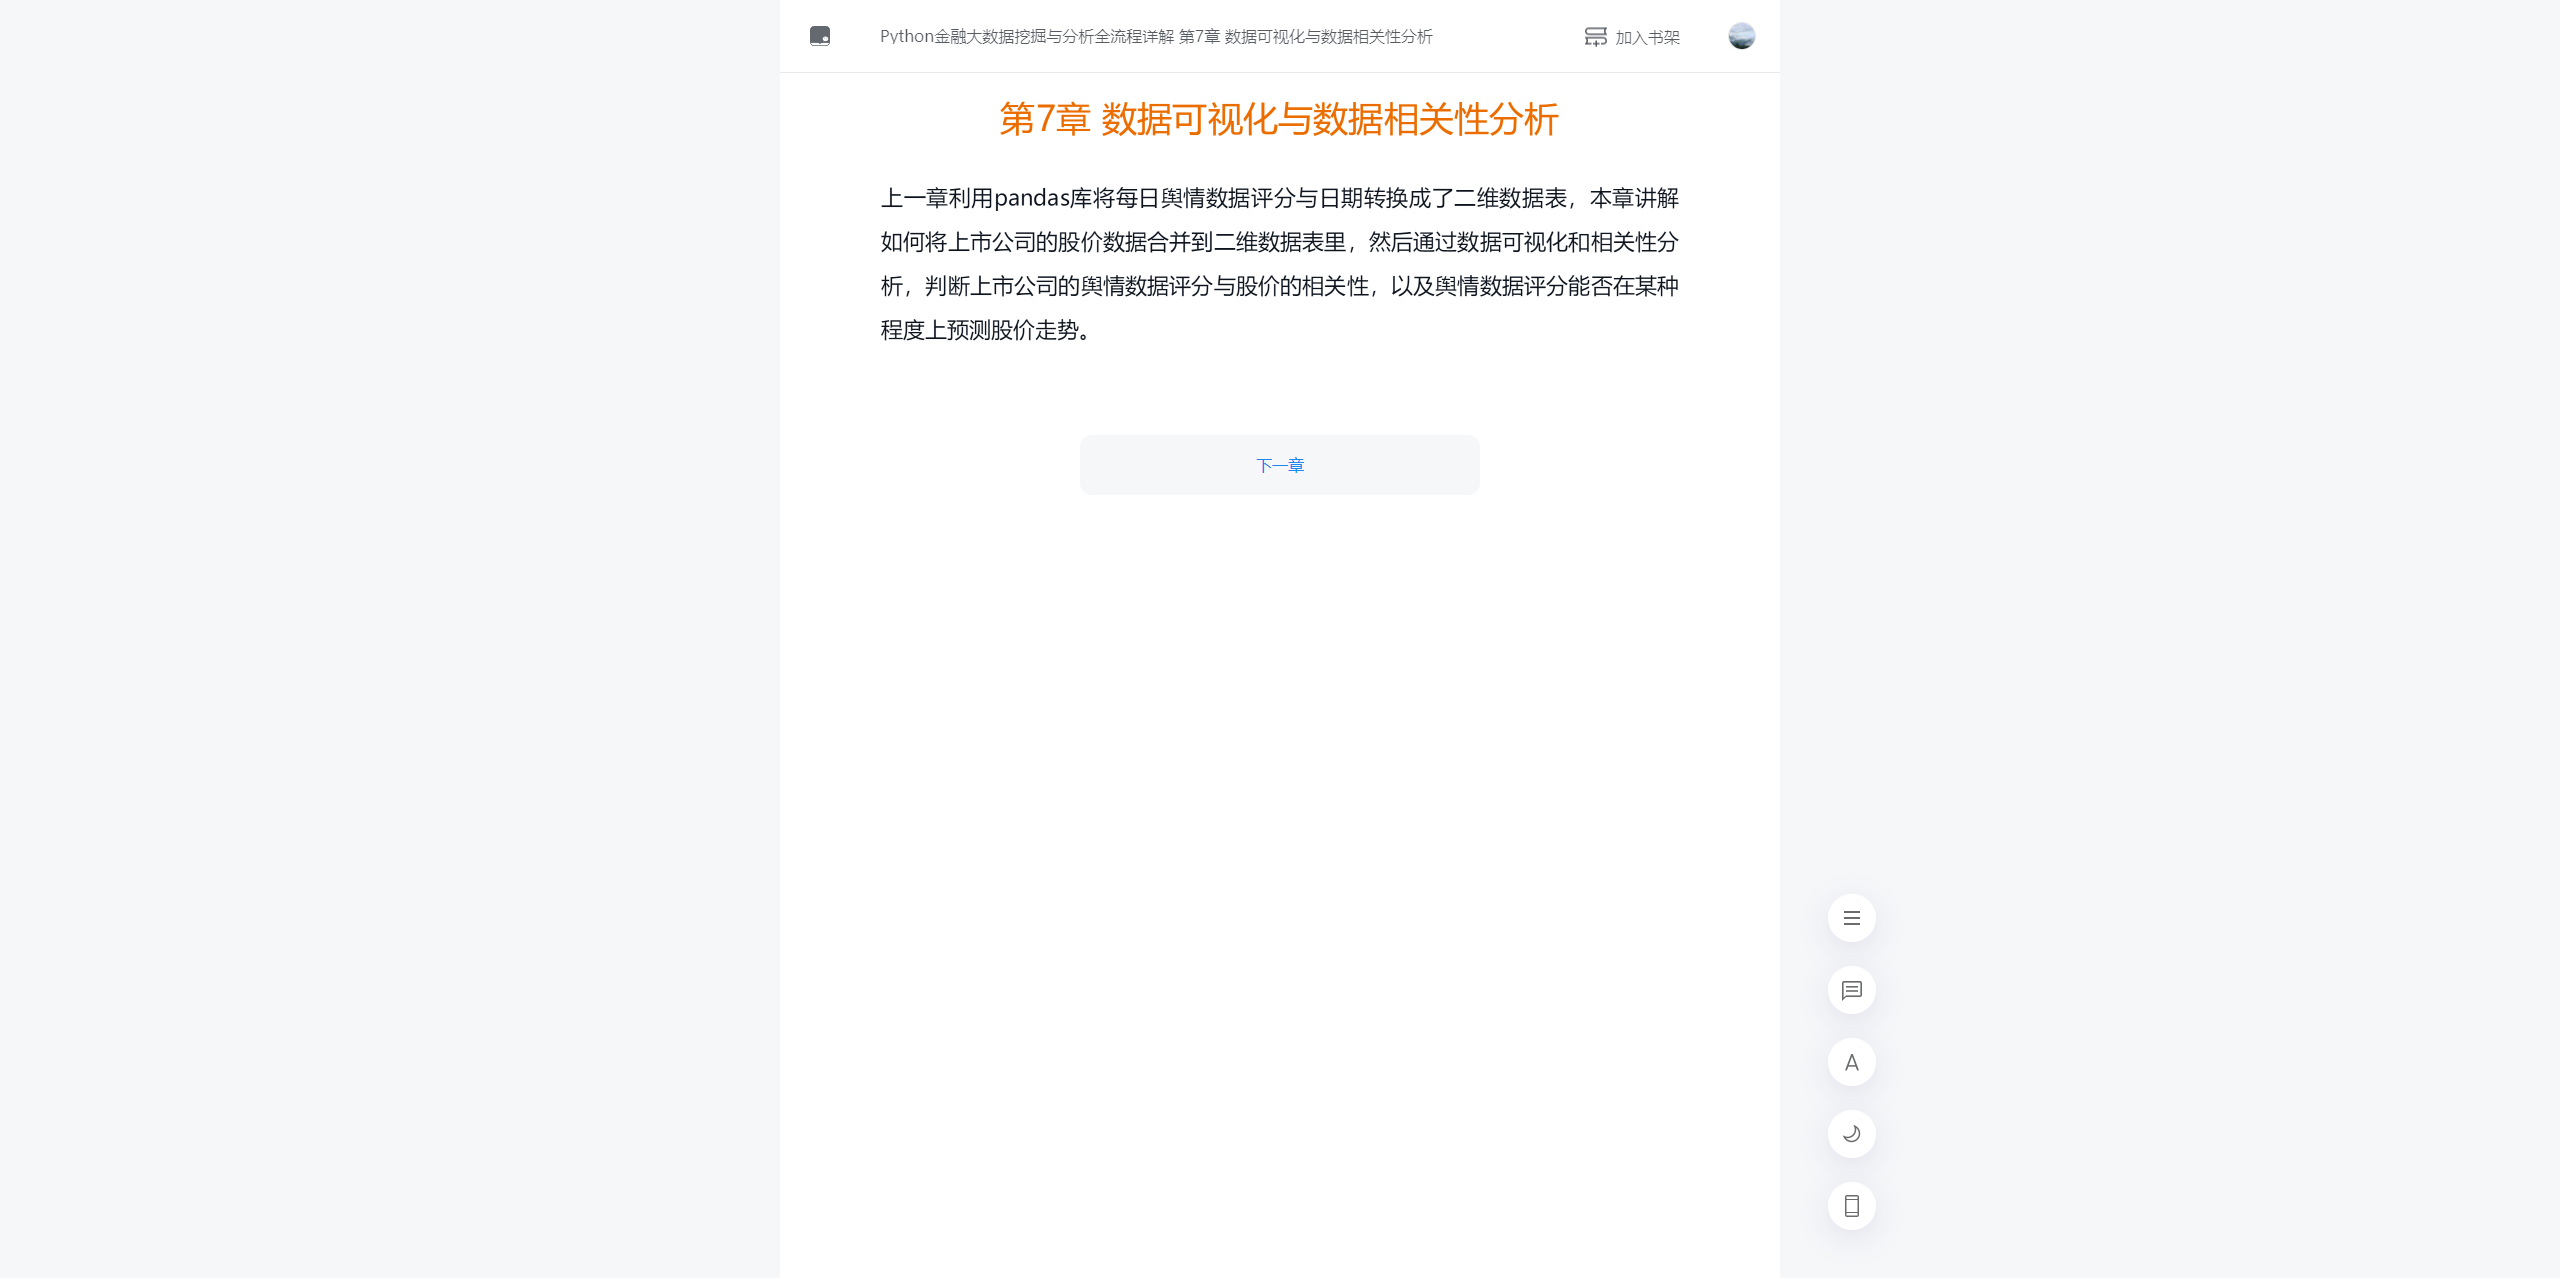 Python金融大数据挖掘与分析全流程详解 第7章 数据可视化与数据相关性分析
加入书架
第7章 数据可视化与数据相关性分析
上一章利用pandas库将每日舆情数据评分与日期转换成了二维数据表，本章讲解
如何将上市公司的股价数据合并到二维数据表里，然后通过数据可视化和相关性分
析，判断上市公司的舆情数据评分与股价的相关性，以及舆情数据评分能否在某种
程度上预测股价走势。
下一章
A